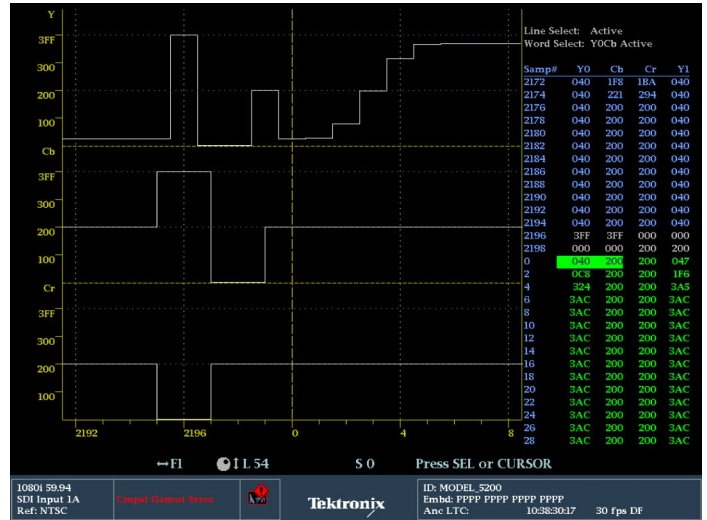 Y
3FF
300
200
100
Cb
3FF
300
200
100
Cr
3FF
300
200
100
2192 2196 0 4 8
Line Select: Active
Word Select: Y0Cb Active
Samp# Y0 Cb Cr Y1
2172 040 1F8 1BA 040
2174 040 221 294 040
2176 040 200 200 040
2178 040 200 200 040
2180 040 200 200 040
2182 040 200 200 040
2184 040 200 200 040
2186 040 200 200 040
2188 040 200 200 040
2190 040 200 200 040
2192 040 200 200 040
2194 040 200 200 040
2196 3FF 3FF 000 000
2198 000 000 200 200
0 040 200 200 047
2 0C8 200 200 1F6
4 324 200 200 3A5
6 3AC 200 200 3AC
8 3AC 200 200 3AC
10 3AC 200 200 3AC
12 3AC 200 200 3AC
14 3AC 200 200 3AC
16 3AC 200 200 3AC
18 3AC 200 200 3AC
20 3AC 200 200 3AC
22 3AC 200 200 3AC
24 3AC 200 200 3AC
26 3AC 200 200 3AC
28 3AC 200 200 3AC
↔F1 ↕ L 54 S 0 Press SEL or CURSOR
1080i 59.94
SDI Input 1A
Ref: NTSC
Cmpst Gamut Error
Tektronix
ID: MODEL_5200
Embd: PPPP PPPP PPPP PPPP
Anc LTC: 10:38:30:17 30 fps DF